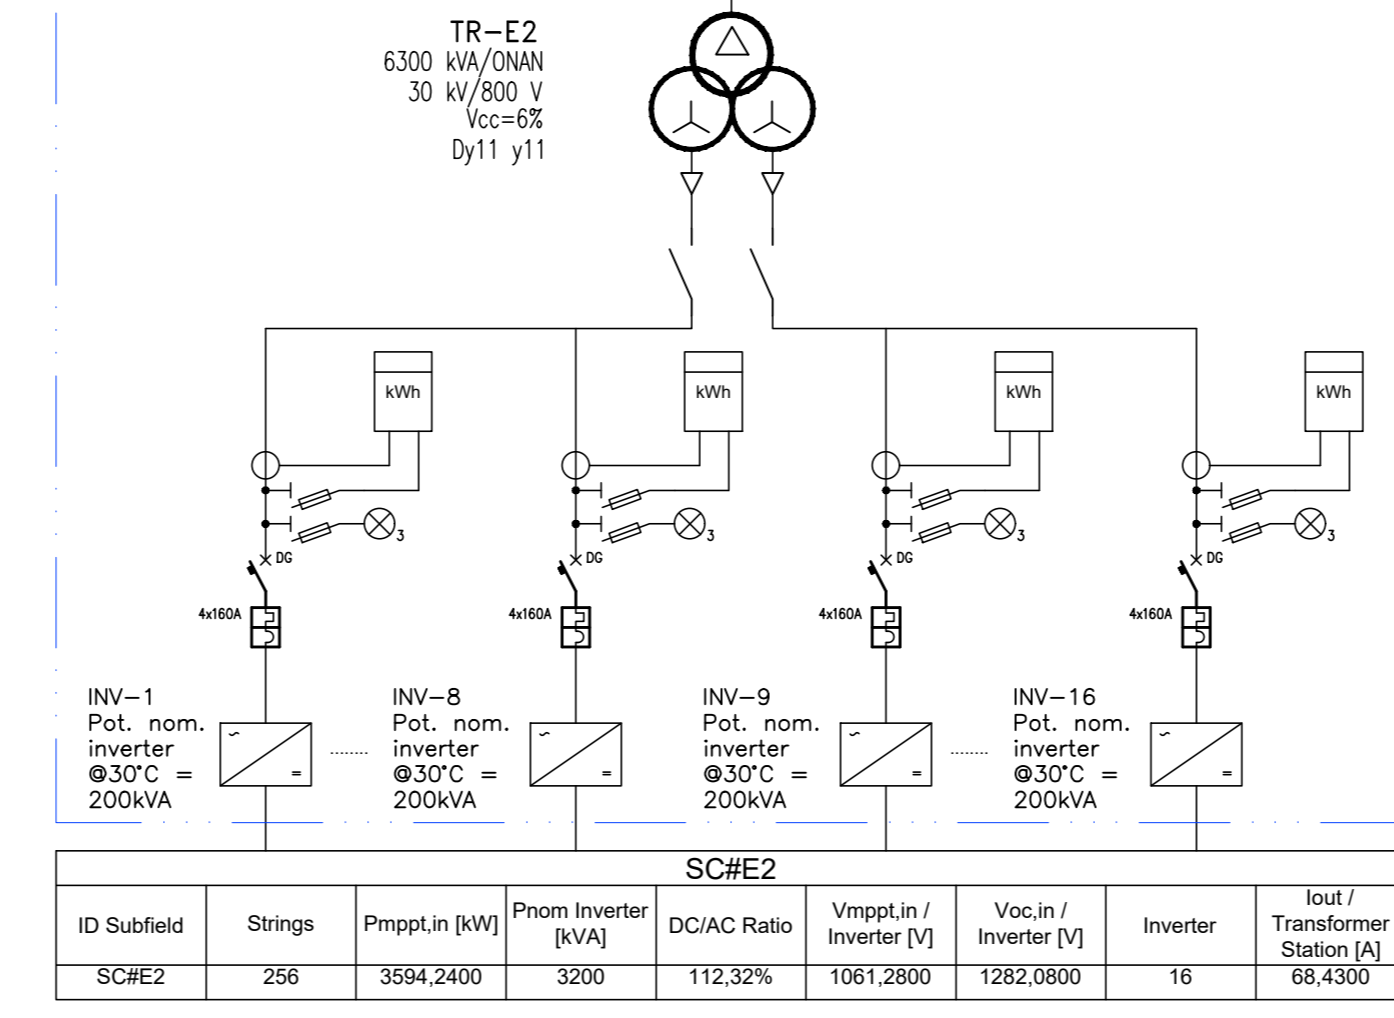 TR-E2
6300 kVA/ONAN
30 kV/800 V
Vcc=6%
Dy11 y11
kWh
kWh
kWh
kWh
3
3
3
3
DG
DG
DG
DG
4x160A
4x160A
4x160A
4x160A
INV-1
Pot. nom.
inverter
@30°C =
200kVA
INV-8
Pot. nom.
inverter
@30°C =
200kVA
INV-9
Pot. nom.
inverter
@30°C =
200kVA
INV-16
Pot. nom.
inverter
@30°C =
200kVA
SC#E2
ID Subfield
Strings
Pmppt,in [kW]
Pnom Inverter
[kVA]
DC/AC Ratio
Vmppt,in /
Inverter [V]
Voc,in /
Inverter [V]
Inverter
Iout /
Transformer
Station [A]
SC#E2
256
3594,2400
3200
112,32%
1061,2800
1282,0800
16
68,4300